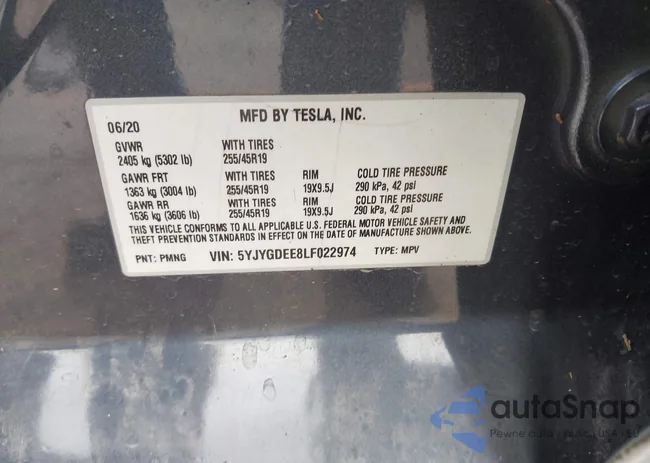 MFD BY TESLA, INC.
06/20
GVWR WITH TIRES
2405 kg (5302 lb) 255/45R19
GAWR FRT WITH TIRES RIM COLD TIRE PRESSURE
1363 kg (3004 lb) 255/45R19 19X9.5J 290 kPa, 42 psi
GAWR RR WITH TIRES RIM COLD TIRE PRESSURE
1636 kg (3606 lb) 255/45R19 19X9.5J 290 kPa, 42 psi
THIS VEHICLE CONFORMS TO ALL APPLICABLE U.S. FEDERAL MOTOR VEHICLE SAFETY AND
THEFT PREVENTION STANDARDS IN EFFECT ON THE DATE OF MANUFACTURE SHOWN ABOVE.
PNT: PMNG VIN: 5YJYGDEE8LF022974 TYPE: MPV
autaSnap
Pewne auta
USA